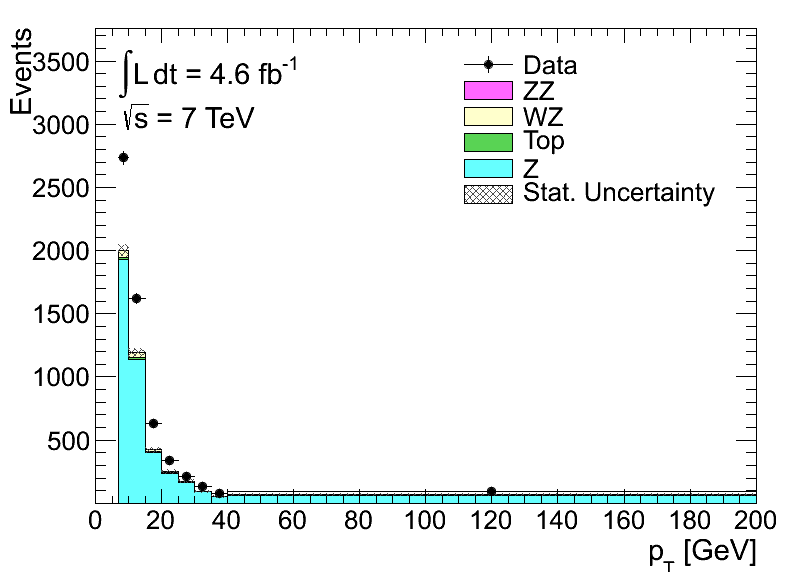 Events
3500
3000
2500
2000
1500
1000
500
∫L dt = 4.6 fb⁻¹
√s = 7 TeV
Data
ZZ
WZ
Top
Z
Stat. Uncertainty
0 20 40 60 80 100 120 140 160 180 200
p_T [GeV]